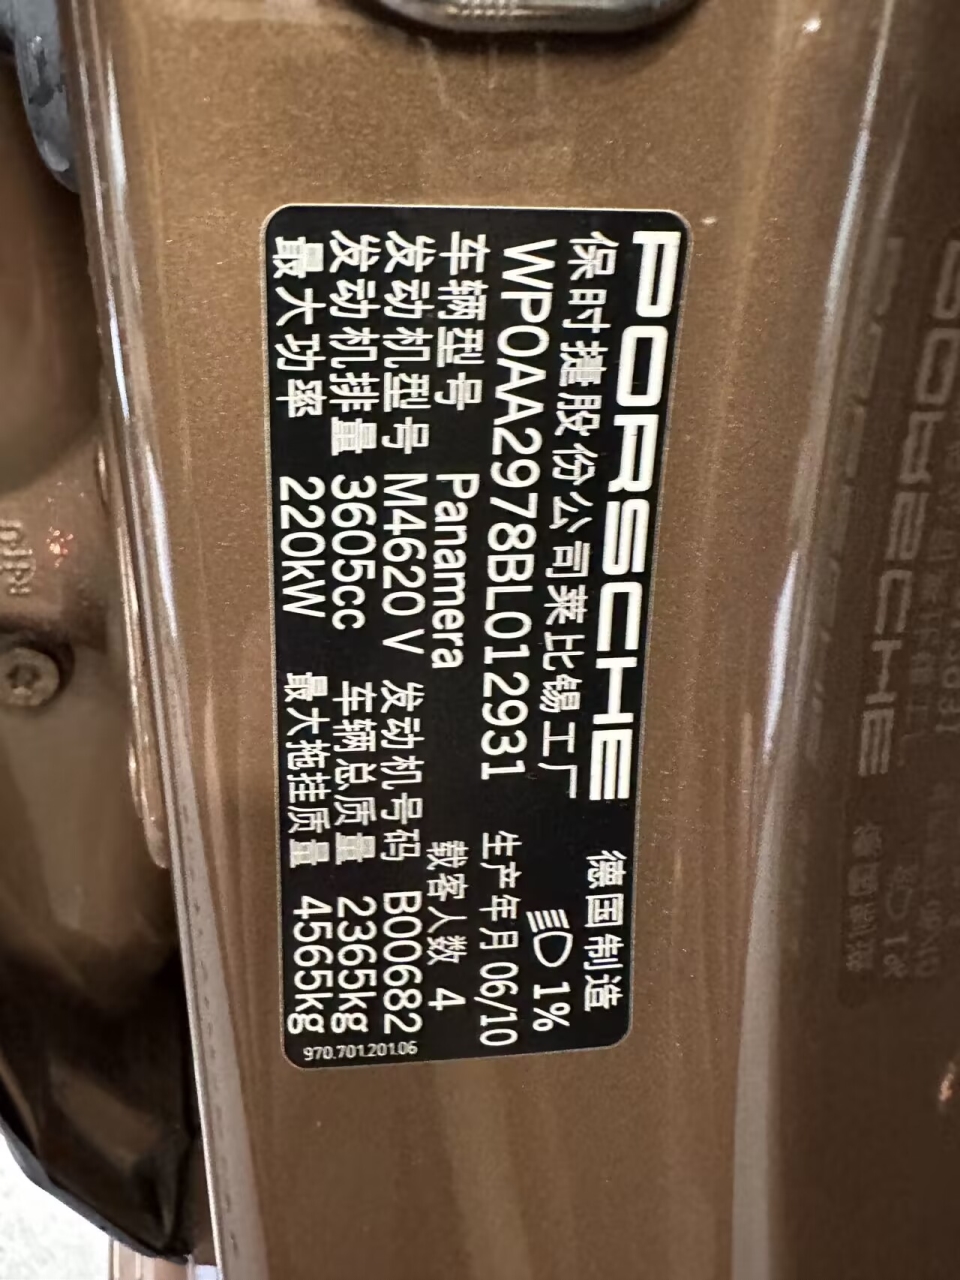 PORSCHE
保时捷股份公司莱比锡工厂 德国制造
WP0AA2978BL012931 1%
生产年月 06/10
车辆型号 Panamera 载客人数 4
发动机型号 M4620 V 发动机号码 B00682
发动机排量 3605cc 车辆总质量 2365kg
最大功率 220kW 最大拖挂质量 4565kg
970.701.201.06